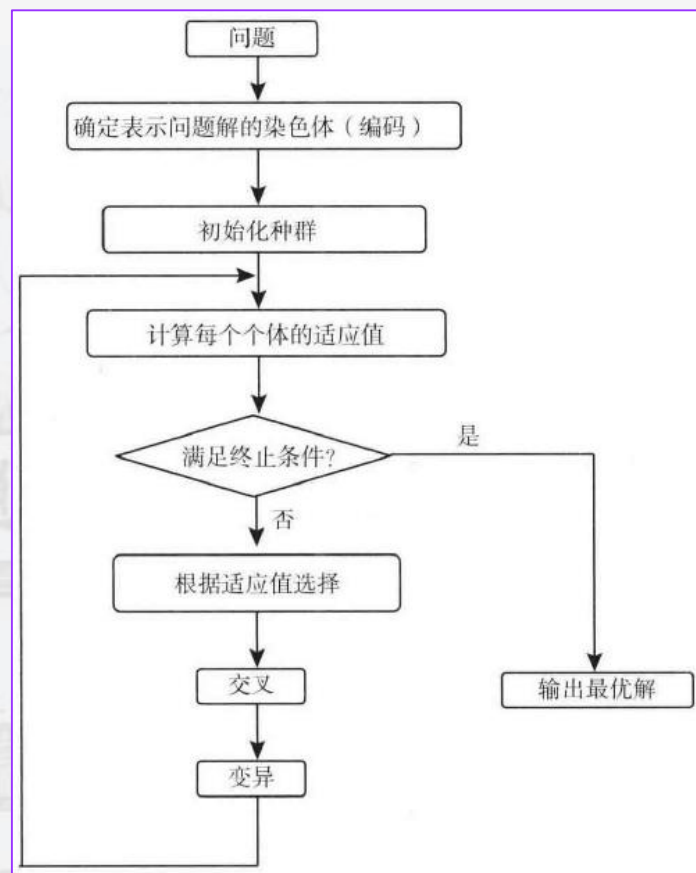 问题
确定表示问题解的染色体（编码）
初始化种群
计算每个个体的适应值
满足终止条件?
是
否
根据适应值选择
交叉
输出最优解
变异